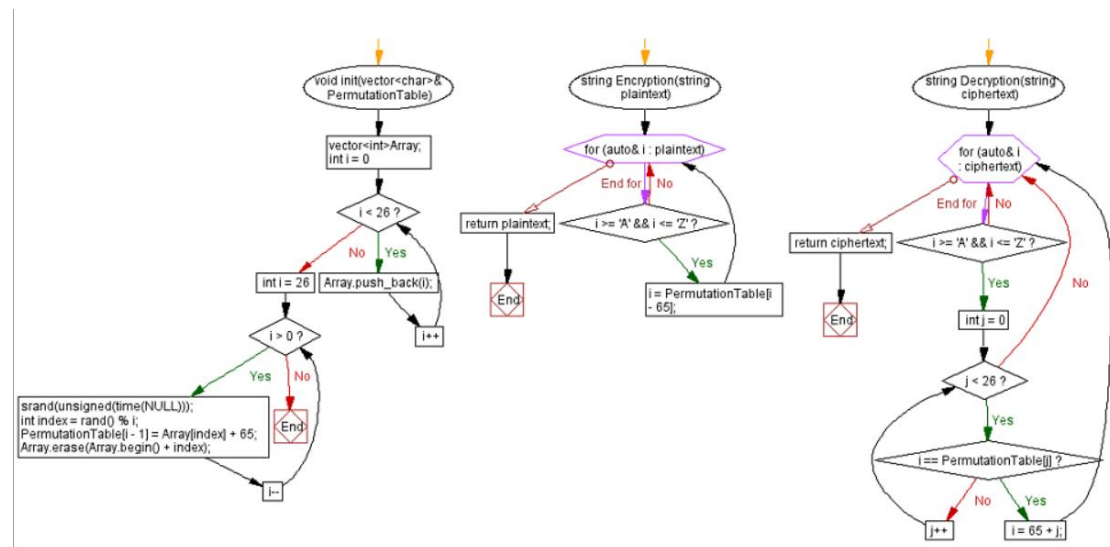 void init(vector<char>&
PermutationTable)
vector<int>Array;
int i = 0
i < 26 ?
No
Yes
int i = 26
Array.push_back(i);
i++
i > 0 ?
Yes
No
srand(unsigned(time(NULL)));
int index = rand() % i;
PermutationTable[i - 1] = Array[index] + 65;
Array.erase(Array.begin() + index);
End
i--
string Encryption(string
plaintext)
for (auto& i : plaintext)
End for
No
return plaintext;
i >= 'A' && i <= 'Z' ?
Yes
End
i = PermutationTable[i
- 65];
string Decryption(string
ciphertext)
for (auto& i
: ciphertext)
End for
No
return ciphertext;
i >= 'A' && i <= 'Z' ?
Yes
No
End
int j = 0
j < 26 ?
Yes
i == PermutationTable[j] ?
No
Yes
j++
i = 65 + j;